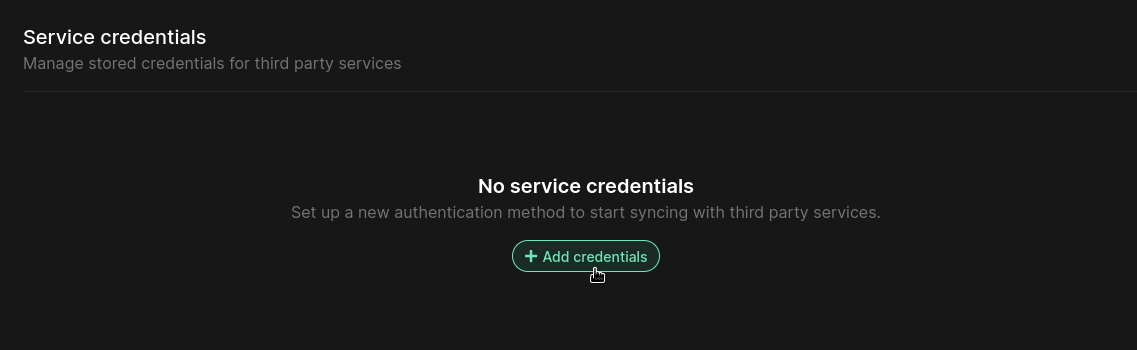 Service credentials
Manage stored credentials for third party services
No service credentials
Set up a new authentication method to start syncing with third party services.
+ Add credentials